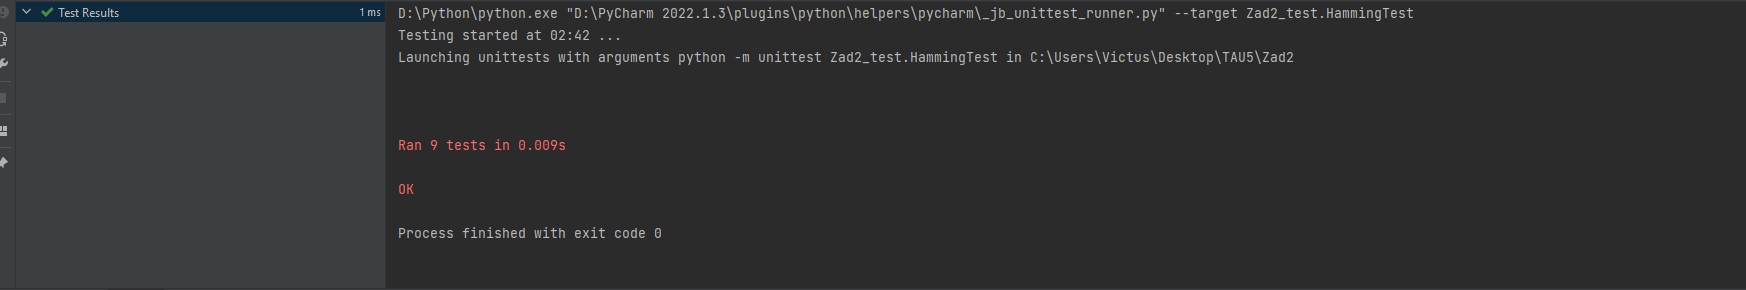 Test Results 1 ms
D:\Python\python.exe "D:\PyCharm 2022.1.3\plugins\python\helpers\pycharm\_jb_unittest_runner.py" --target Zad2_test.HammingTest
Testing started at 02:42 ...
Launching unittests with arguments python -m unittest Zad2_test.HammingTest in C:\Users\Victus\Desktop\TAU5\Zad2
Ran 9 tests in 0.009s
OK
Process finished with exit code 0